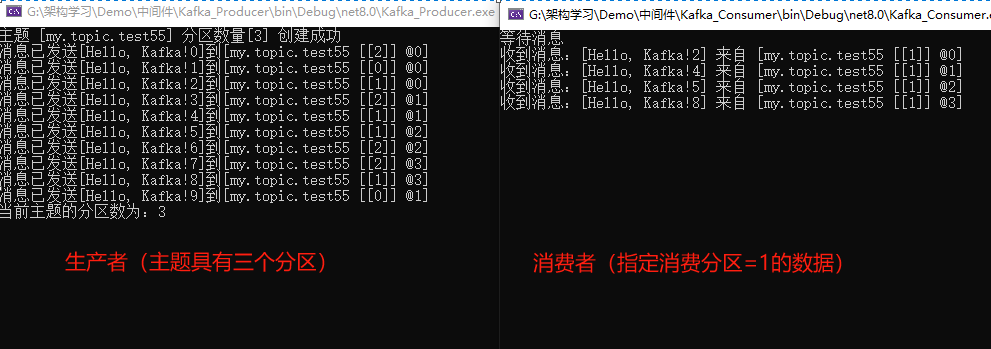 G:\架构学习\Demo\中间件\Kafka_Producer\bin\Debug\net8.0\Kafka_Producer.exe
主题 [my.topic.test55] 分区数量[3] 创建成功
消息已发送[Hello, Kafka!0]到[my.topic.test55 [[2]] @0]
消息已发送[Hello, Kafka!1]到[my.topic.test55 [[0]] @0]
消息已发送[Hello, Kafka!2]到[my.topic.test55 [[1]] @0]
消息已发送[Hello, Kafka!3]到[my.topic.test55 [[2]] @1]
消息已发送[Hello, Kafka!4]到[my.topic.test55 [[1]] @1]
消息已发送[Hello, Kafka!5]到[my.topic.test55 [[1]] @2]
消息已发送[Hello, Kafka!6]到[my.topic.test55 [[2]] @2]
消息已发送[Hello, Kafka!7]到[my.topic.test55 [[2]] @3]
消息已发送[Hello, Kafka!8]到[my.topic.test55 [[1]] @3]
消息已发送[Hello, Kafka!9]到[my.topic.test55 [[0]] @1]
当前主题的分区数为：3
生产者（主题具有三个分区）
G:\架构学习\Demo\中间件\Kafka_Consumer\bin\Debug\net8.0\Kafka_Consumer.e
等待消息
收到消息：[Hello, Kafka!2] 来自 [my.topic.test55 [[1]] @0]
收到消息：[Hello, Kafka!4] 来自 [my.topic.test55 [[1]] @1]
收到消息：[Hello, Kafka!5] 来自 [my.topic.test55 [[1]] @2]
收到消息：[Hello, Kafka!8] 来自 [my.topic.test55 [[1]] @3]
消费者（指定消费分区=1的数据）